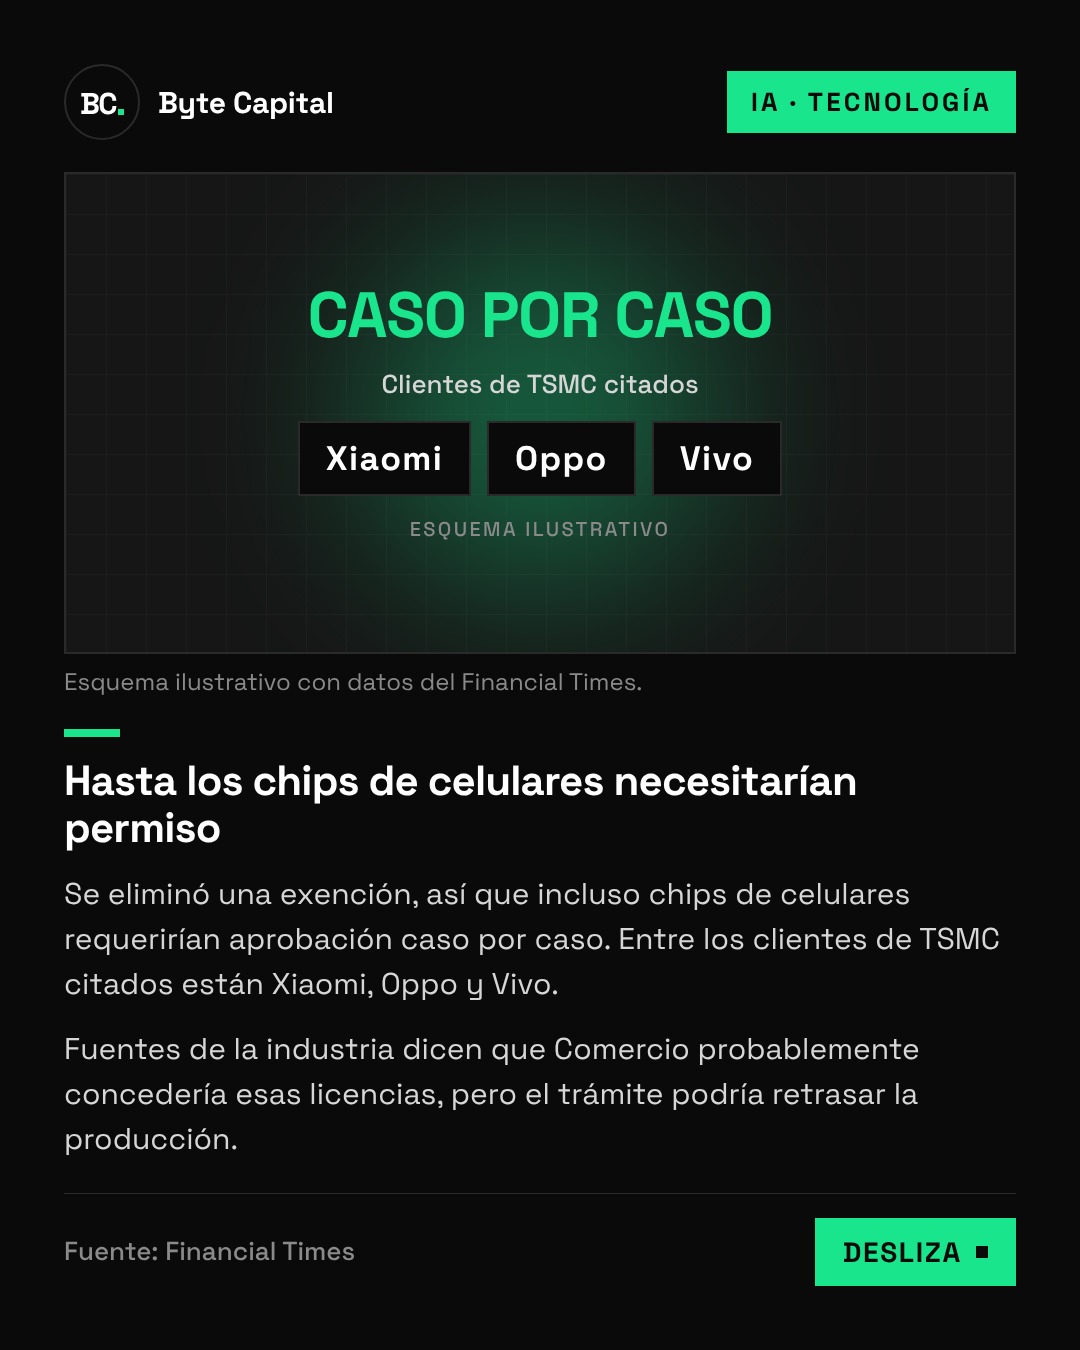 BC.
Byte Capital
IA · TECNOLOGÍA
CASO POR CASO
Clientes de TSMC citados
Xiaomi Oppo Vivo
ESQUEMA ILUSTRATIVO
Esquema ilustrativo con datos del Financial Times.
Hasta los chips de celulares necesitarían
permiso
Se eliminó una exención, así que incluso chips de celulares
requerirían aprobación caso por caso. Entre los clientes de TSMC
citados están Xiaomi, Oppo y Vivo.
Fuentes de la industria dicen que Comercio probablemente
concedería esas licencias, pero el trámite podría retrasar la
producción.
Fuente: Financial Times
DESLIZA